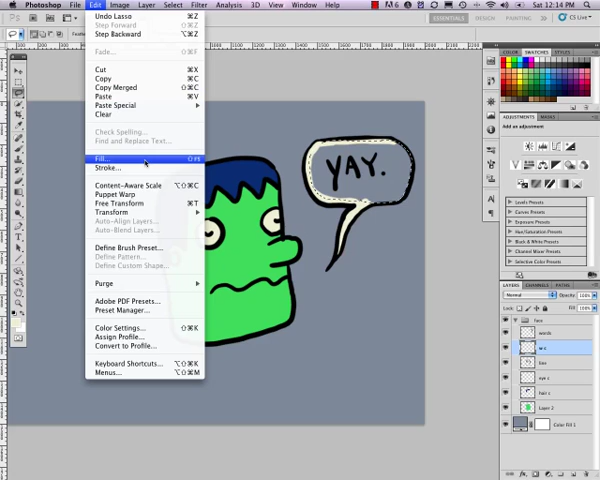 Photoshop File Edit Image Layer Select Filter Analysis 3D View Window Help Sat 12:14 PM
ESSENTIALS DESIGN PAINTING CS Live
Undo Lasso ⌘Z
Step Forward ⇧⌘Z
Step Backward ⌥⌘Z
Fade... ⇧⌘F
Cut ⌘X
Copy ⌘C
Copy Merged ⇧⌘C
Paste ⌘V
Paste Special
Clear
Check Spelling...
Find and Replace Text...
Fill... ⇧F5
Stroke...
Content-Aware Scale ⌥⇧⌘C
Puppet Warp
Free Transform ⌘T
Transform
Auto-Align Layers...
Auto-Blend Layers...
Define Brush Preset...
Define Pattern...
Define Custom Shape...
Purge
Adobe PDF Presets...
Preset Manager...
Color Settings... ⇧⌘K
Assign Profile...
Convert to Profile...
Keyboard Shortcuts... ⌥⇧⌘K
Menus... ⌥⇧⌘M
YAY.
COLOR SWATCHES STYLES
ADJUSTMENTS MASKS
Add an adjustment
Levels Presets
Curves Presets
Exposure Presets
Hue/Saturation Presets
Black & White Presets
Channel Mixer Presets
Selective Color Presets
LAYERS CHANNELS PATHS
Normal Opacity: 100%
Lock: Fill: 100%
face
words
w c
line
eye c
hair c
Layer 2
Color Fill 1